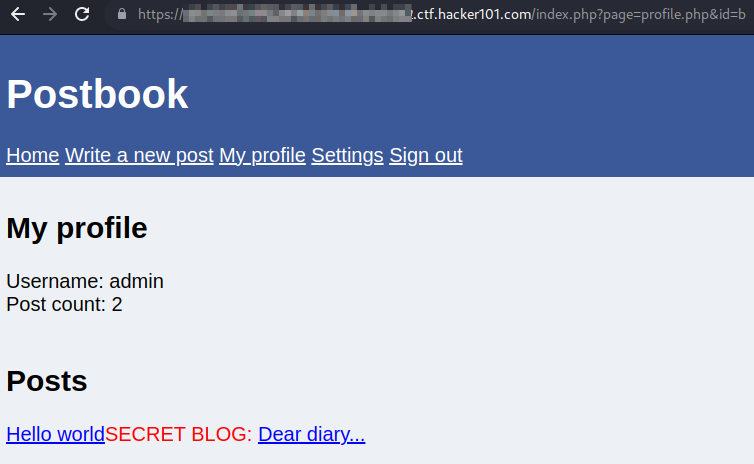 https://.ctf.hacker101.com/index.php?page=profile.php&id=b
Postbook
Home Write a new post My profile Settings Sign out
My profile
Username: admin
Post count: 2
Posts
Hello worldSECRET BLOG: Dear diary...